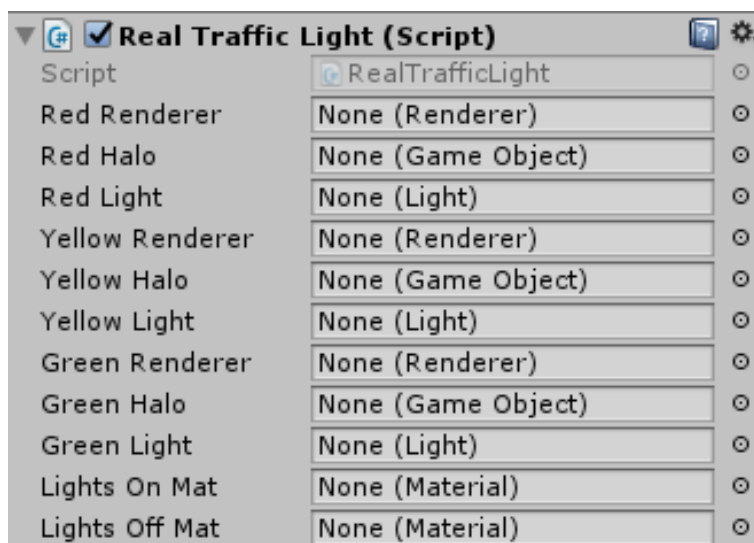 Real Traffic Light (Script)
Script RealTrafficLight
Red Renderer None (Renderer)
Red Halo None (Game Object)
Red Light None (Light)
Yellow Renderer None (Renderer)
Yellow Halo None (Game Object)
Yellow Light None (Light)
Green Renderer None (Renderer)
Green Halo None (Game Object)
Green Light None (Light)
Lights On Mat None (Material)
Lights Off Mat None (Material)